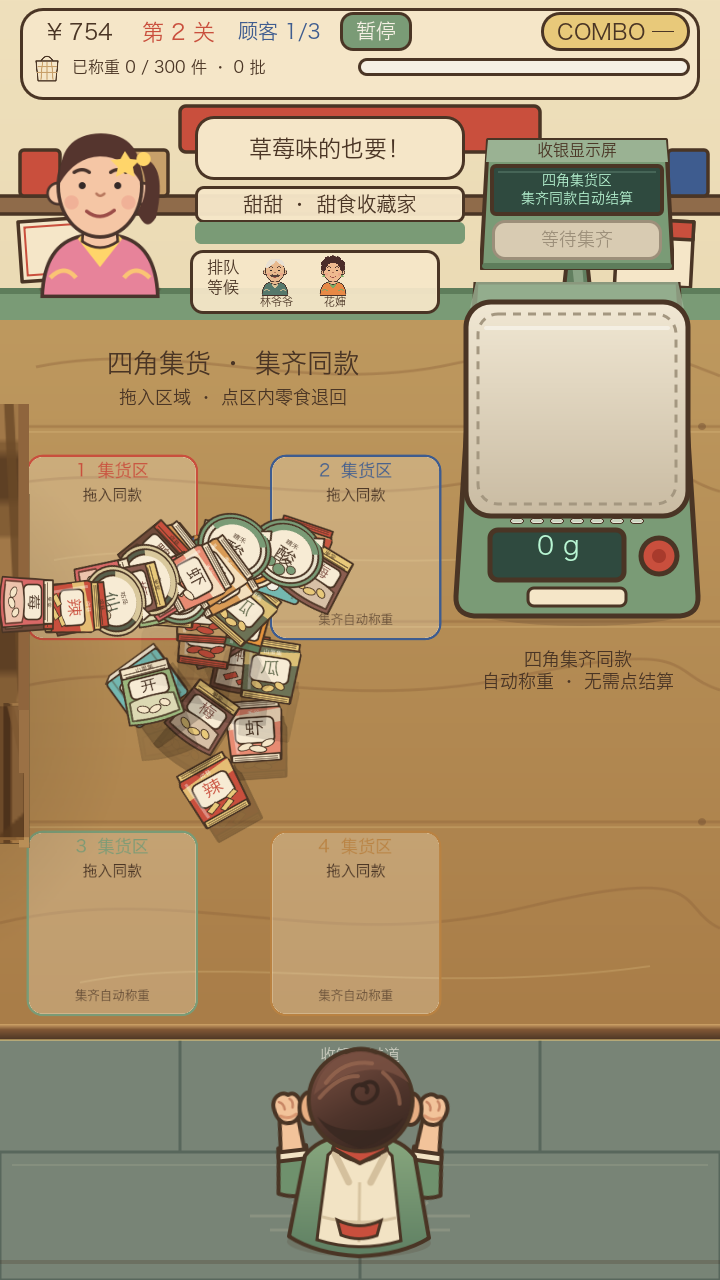 ¥ 754 第 2 关 顾客 1/3 暂停 COMBO —
已称重 0 / 300 件 · 0 批
草莓味的也要！
甜甜 · 甜食收藏家
排队
等候
林爷爷 花婶
收银显示屏
四角集货区
集齐同款自动结算
等待集齐
四角集货 · 集齐同款
拖入区域 · 点区内零食退回
1 集货区
拖入同款
2 集货区
拖入同款
集齐自动称重
酸
虾
瓜
莓
辣
仙
开
梅
瓜
虾
辣
0 g
四角集齐同款
自动称重 · 无需点结算
3 集货区
拖入同款
集齐自动称重
4 集货区
拖入同款
集齐自动称重